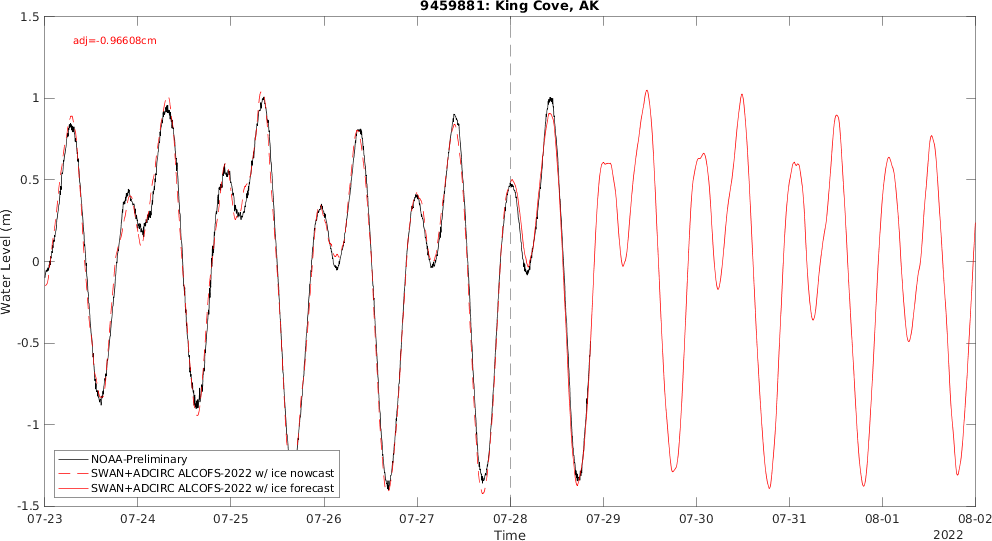 9459881: King Cove, AK
adj=-0.96608cm
1.5
1
0.5
0
-0.5
-1
-1.5
Water Level (m)
NOAA-Preliminary
SWAN+ADCIRC ALCOFS-2022 w/ ice nowcast
SWAN+ADCIRC ALCOFS-2022 w/ ice forecast
07-23 07-24 07-25 07-26 07-27 07-28 07-29 07-30 07-31 08-01 08-02
Time
2022